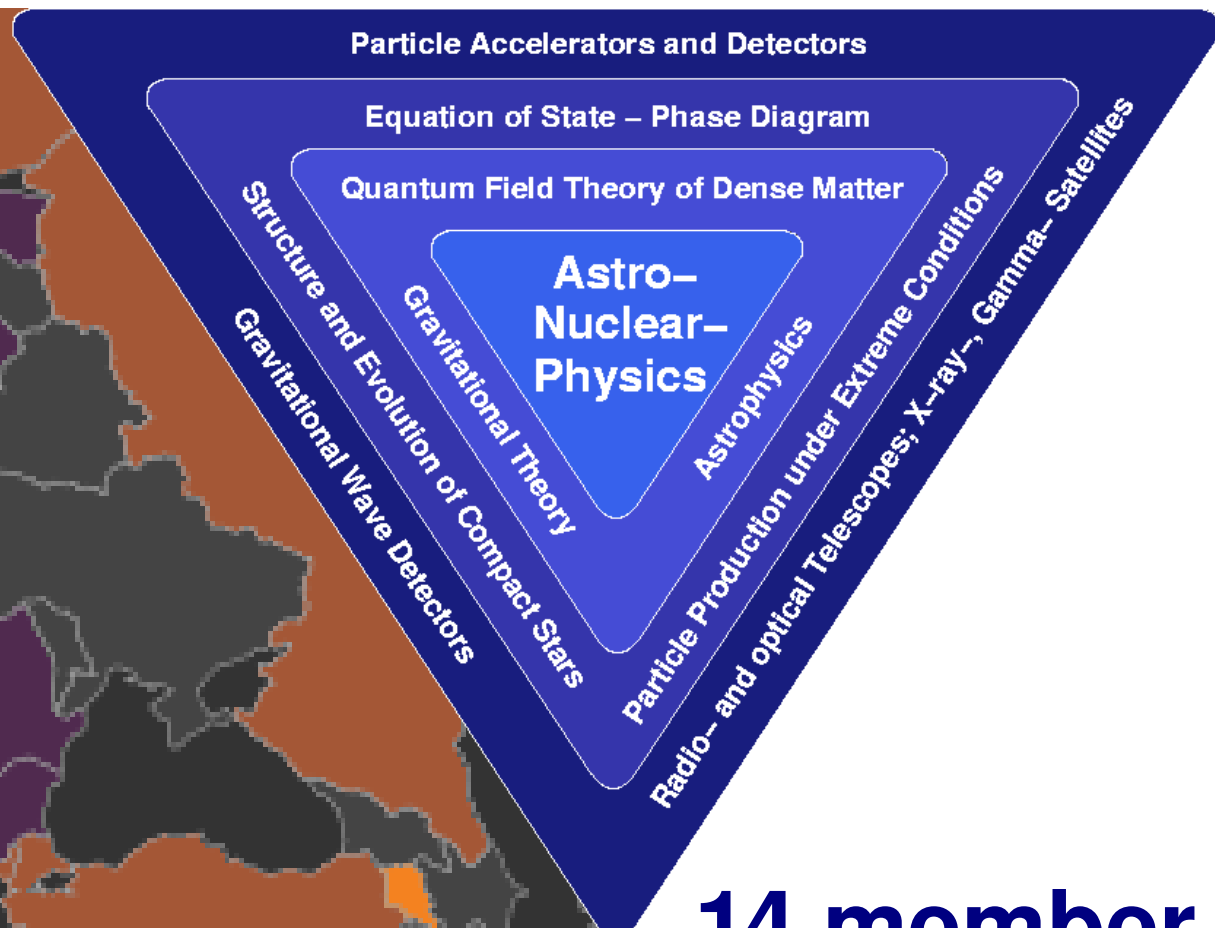 Particle Accelerators and Detectors
Equation of State – Phase Diagram
Quantum Field Theory of Dense Matter
Astro–
Nuclear–
Physics
Gravitational Theory
Astrophysics
Structure and Evolution of Compact Stars
Particle Production under Extreme Conditions
Gravitational Wave Detectors
Radio– and optical Telescopes; X–ray–, Gamma– Satellites
14 member